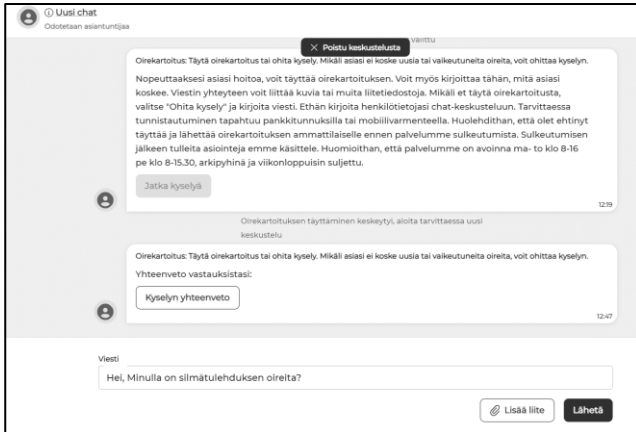 Uusi chat
Odotetaan asiantuntijaa
valittu
Poistu keskustelusta
Oirekartoitus: Täytä oirekartoitus tai ohita kysely. Mikäli asiasi ei koske uusia tai vaikeutuneita oireita, voit ohittaa kyselyn.
Nopeuttaaksesi asiasi hoitoa, voit täyttää oirekartoituksen. Voit myös kirjoittaa tähän, mitä asiasi
koskee. Viestin yhteyteen voit liittää kuvia tai muita liitetiedostoja. Mikäli et täytä oirekartoitusta,
valitse "Ohita kysely" ja kirjoita viesti. Ethän kirjoita henkilötietojasi chat-keskusteluun. Tarvittaessa
tunnistautuminen tapahtuu pankkitunnuksilla tai mobiilivarmenteella. Huolehdithan, että olet ehtinyt
täyttää ja lähettää oirekartoituksen ammattilaiselle ennen palvelumme sulkeutumista. Sulkeutumisen
jälkeen tulleita asiointeja emme käsittele. Huomioithan, että palvelumme on avoinna ma- to klo 8-16
pe klo 8-15.30, arkipyhinä ja viikonloppuisin suljettu.
Jatka kyselyä
12:19
Oirekartoituksen täyttäminen keskeytyi, aloita tarvittaessa uusi
keskustelu
Oirekartoitus: Täytä oirekartoitus tai ohita kysely. Mikäli asiasi ei koske uusia tai vaikeutuneita oireita, voit ohittaa kyselyn.
Yhteenveto vastauksistasi:
Kyselyn yhteenveto
12:47
Viesti
Hei, Minulla on silmätulehduksen oireita?
Lisää liite
Lähetä